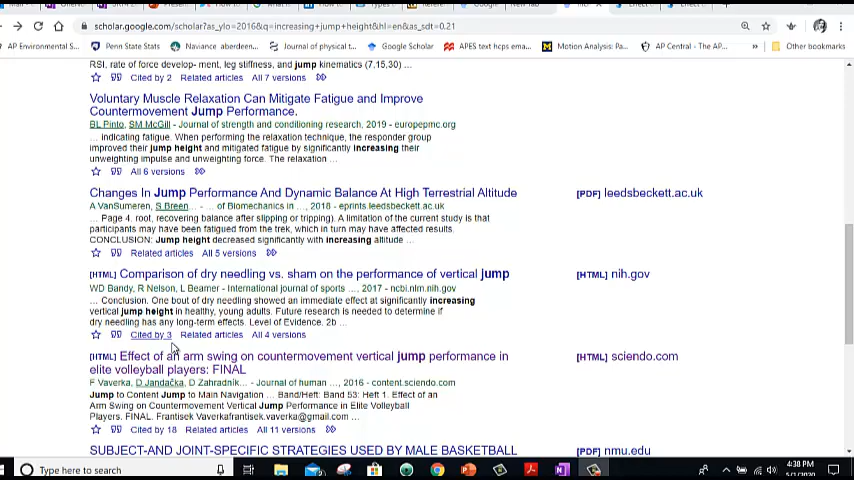 New Tab
scholar.google.com/scholar?as_ylo=2016&q=increasing+jump+height&hl=en&as_sdt=0,21
Penn State Stats
Naviance aberdeen...
Journal of physical t...
Google Scholar
APES text hcps ema...
Motion Analysis - Go...
AP Central - The AP...
»
Other bookmarks
RSI, rate of force develop- ment, leg stiffness, and jump kinematics (7,15,30) ...
Cited by 2 Related articles All 7 versions
Voluntary Muscle Relaxation Can Mitigate Fatigue and Improve
Countermovement Jump Performance.
BL Pinto, SM McGill - Journal of strength and conditioning research, 2019 - europepmc.org
... indicating fatigue. When performing the relaxation technique, the responder group
improved their jump height and mitigated fatigue by significantly increasing their
unweighting impulse and unweighting force. The relaxation ...
All 6 versions
Changes In Jump Performance And Dynamic Balance At High Terrestrial Altitude
[PDF] leedsbeckett.ac.uk
A VanSumeren, S Breen... - ... of Biomechanics in ..., 2018 - eprints.leedsbeckett.ac.uk
... Page 4. root, recovering balance after slipping or tripping). A limitation of the current study is that
participants may have been fatigued from the trek, which in turn may have affected results.
CONCLUSION: Jump height decreased significantly with increasing altitude ...
Related articles All 5 versions
[HTML] Comparison of dry needling vs. sham on the performance of vertical jump
[HTML] nih.gov
WD Bandy, R Nelson, L Beamer - International journal of sports ..., 2017 - ncbi.nlm.nih.gov
... Conclusion. One bout of dry needling showed an immediate effect at significantly increasing
vertical jump height in healthy, young adults. Future research is needed to determine if
dry needling has any long-term effects. Level of Evidence. 2b ...
Cited by 3 Related articles All 4 versions
[HTML] Effect of an arm swing on countermovement vertical jump performance in
elite volleyball players: FINAL
[HTML] sciendo.com
F Vaverka, D Jandačka, D Zahradník... - Journal of human ..., 2016 - content.sciendo.com
Jump to Content Jump to Main Navigation ... Band/Heft: Band 53: Heft 1. Effect of an
Arm Swing on Countermovement Vertical Jump Performance in Elite Volleyball
Players. FINAL. Frantisek Vaverkafrantisek.vaverka@gmail.com ...
Cited by 18 Related articles All 11 versions
SUBJECT-AND JOINT-SPECIFIC STRATEGIES USED BY MALE BASKETBALL
[PDF] nmu.edu
Type here to search
4:38 PM
5/1/2020